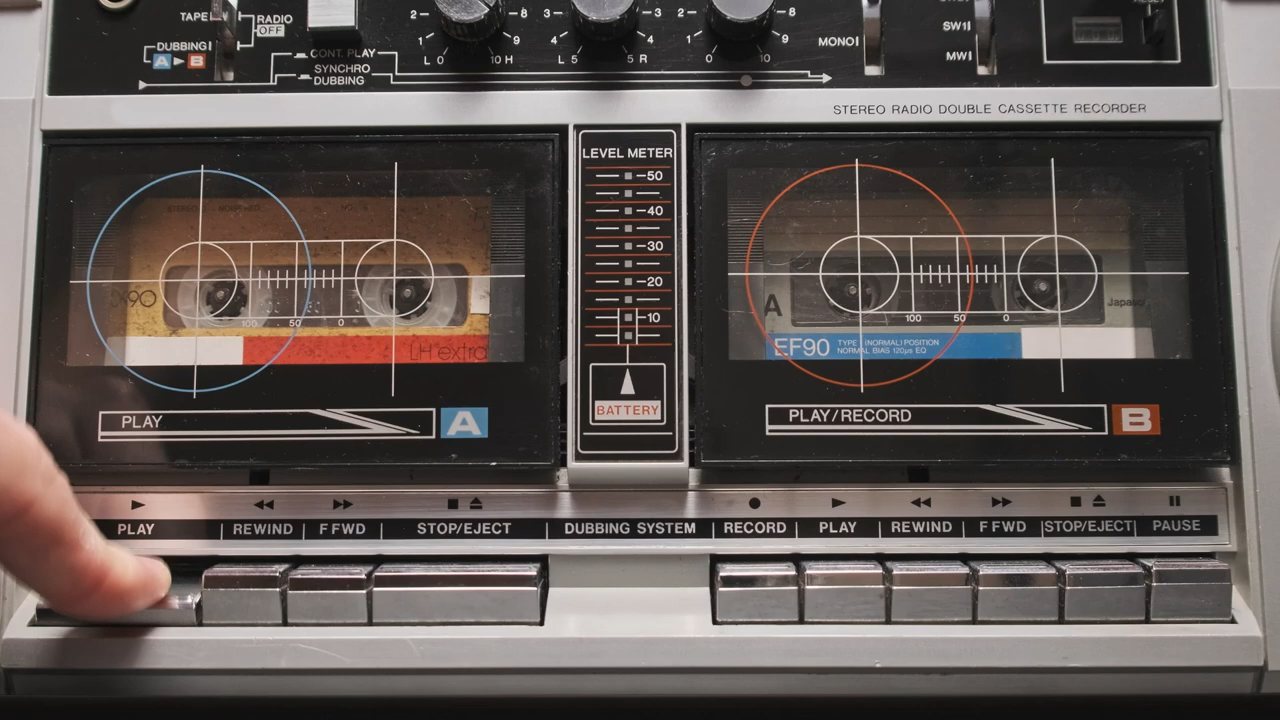 TAPE
RADIO
OFF
DUBBING
A ▶ B
CONT. PLAY
SYNCHRO
DUBBING
2 8
1 9
L 0 10 H
3 3
4 4
L 5 5 R
2 8
1 9
0 10
MONO
SW1
MW
STEREO RADIO DOUBLE CASSETTE RECORDER
LEVEL METER
50
40
30
20
10
BATTERY
100 50 0
LH extra
PLAY A
A
Japan
100 50 0
EF90 TYPE I (NORMAL) POSITION
NORMAL BIAS 120µs EQ
PLAY/RECORD B
PLAY REWIND F FWD STOP/EJECT DUBBING SYSTEM RECORD PLAY REWIND F FWD STOP/EJECT PAUSE